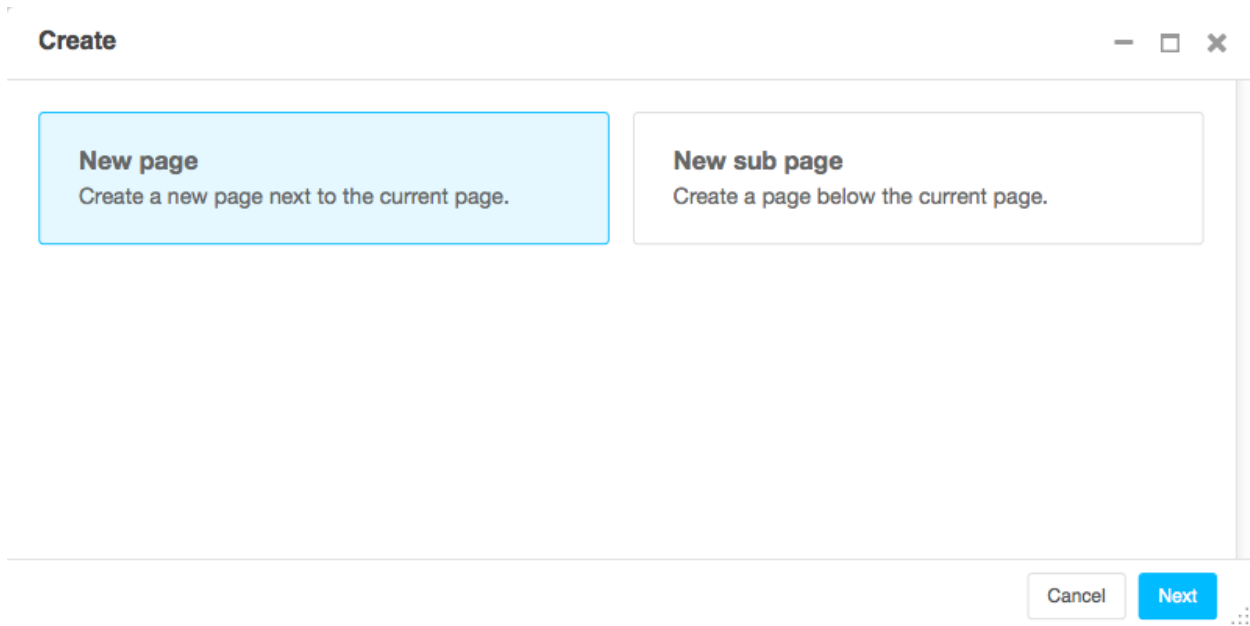 Create
New page
Create a new page next to the current page.
New sub page
Create a page below the current page.
Cancel
Next